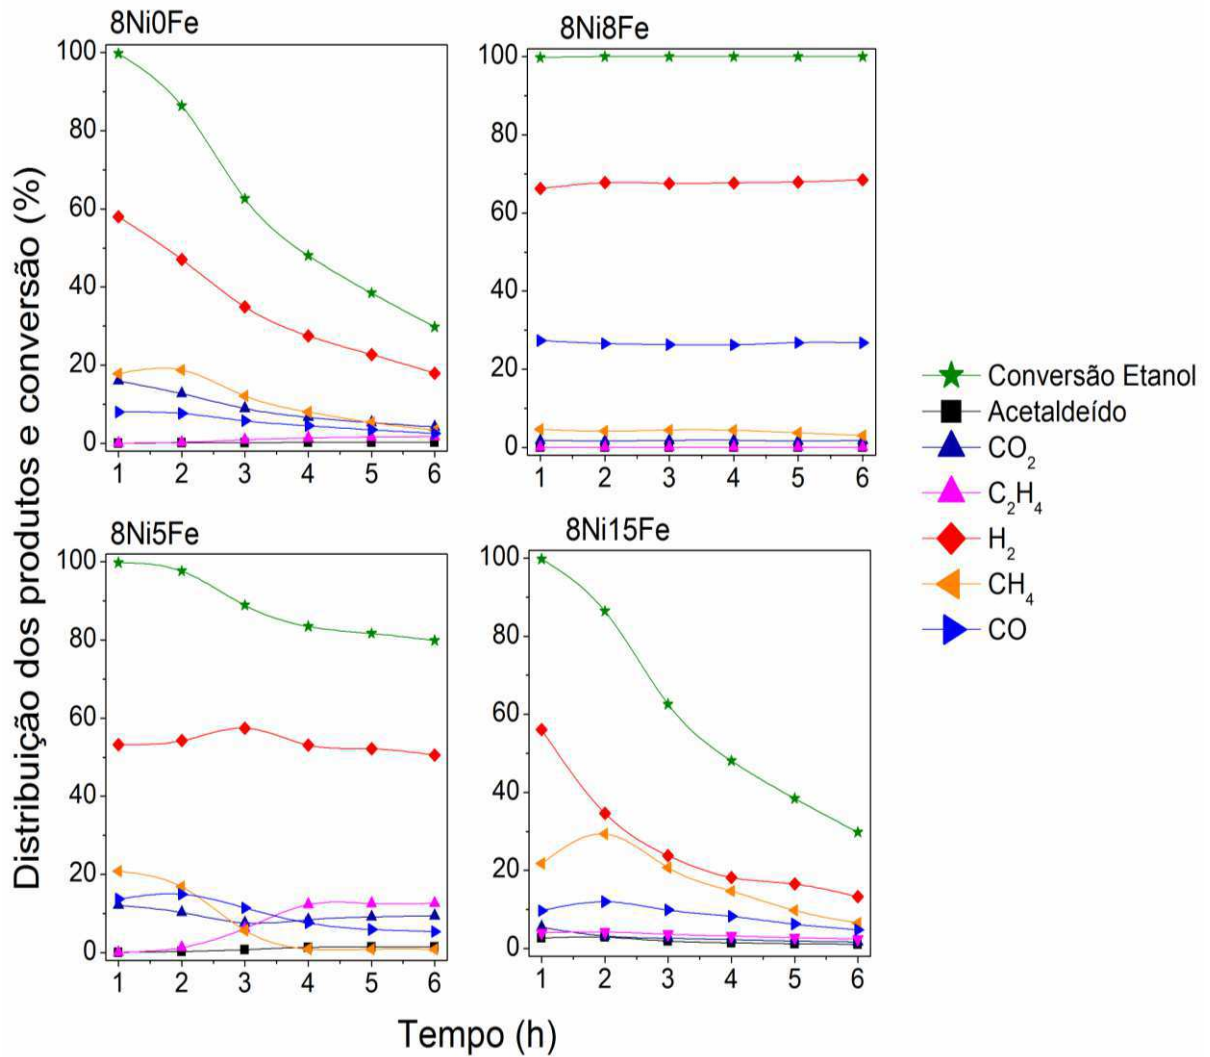 8Ni0Fe
100
80
60
40
20
0
1 2 3 4 5 6
8Ni8Fe
100
80
60
40
20
0
1 2 3 4 5 6
8Ni5Fe
100
80
60
40
20
0
1 2 3 4 5 6
8Ni15Fe
100
80
60
40
20
0
1 2 3 4 5 6
Distribuição dos produtos e conversão (%)
Tempo (h)
Conversão Etanol
Acetaldeído
CO₂
C₂H₄
H₂
CH₄
CO